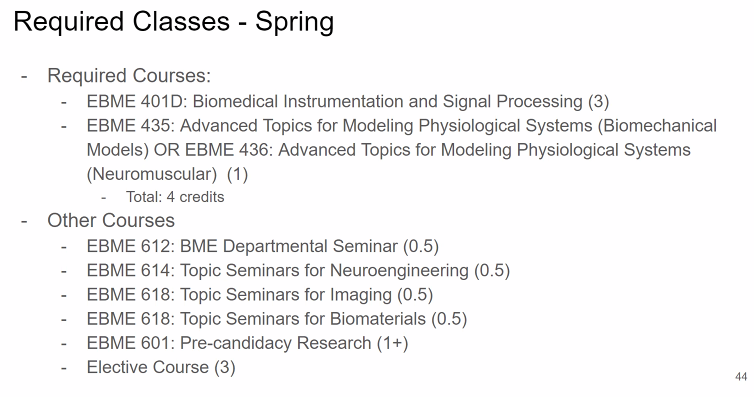 Required Classes - Spring
- Required Courses:
- EBME 401D: Biomedical Instrumentation and Signal Processing (3)
- EBME 435: Advanced Topics for Modeling Physiological Systems (Biomechanical
Models) OR EBME 436: Advanced Topics for Modeling Physiological Systems
(Neuromuscular) (1)
- Total: 4 credits
- Other Courses
- EBME 612: BME Departmental Seminar (0.5)
- EBME 614: Topic Seminars for Neuroengineering (0.5)
- EBME 618: Topic Seminars for Imaging (0.5)
- EBME 618: Topic Seminars for Biomaterials (0.5)
- EBME 601: Pre-candidacy Research (1+)
- Elective Course (3)
44